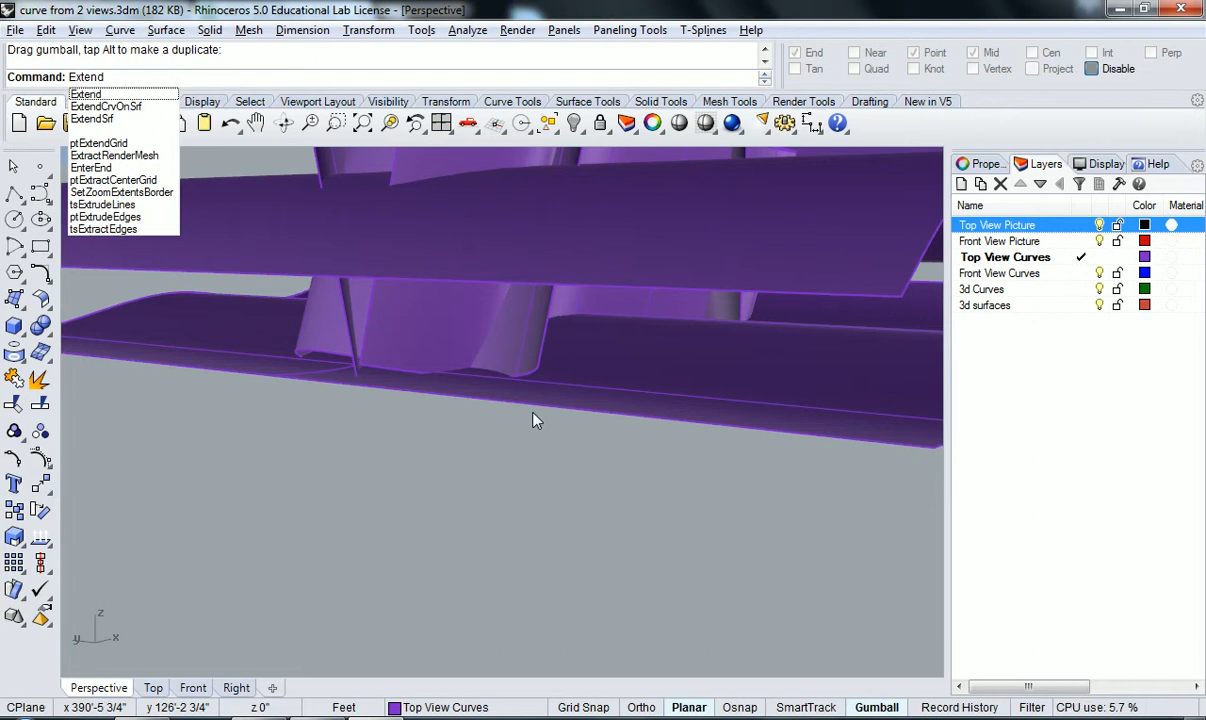 curve from 2 views.3dm (182 KB) - Rhinoceros 5.0 Educational Lab License - [Perspective]
File Edit View Curve Surface Solid Mesh Dimension Transform Tools Analyze Render Panels Paneling Tools T-Splines Help
Drag gumball, tap Alt to make a duplicate:
Command: Extend
End Near Point Mid Cen Int Perp
Tan Quad Knot Vertex Project Disable
Standard Display Select Viewport Layout Visibility Transform Curve Tools Surface Tools Solid Tools Mesh Tools Render Tools Drafting New in V5
Extend
ExtendCrvOnSrf
ExtendSrf
ptExtendGrid
ExtractRenderMesh
EnterEnd
ptExtractCenterGrid
SetZoomExtentsBorder
tsExtrudeLines
ptExtrudeEdges
tsExtractEdges
Prope... Layers Display Help
Name Color Material
Top View Picture
Front View Picture
Top View Curves
Front View Curves
3d Curves
3d surfaces
z
y x
Perspective Top Front Right
CPlane x 390'-5 3/4" y 126'-2 3/4" z 0" Feet Top View Curves Grid Snap Ortho Planar Osnap SmartTrack Gumball Record History Filter CPU use: 5.7 %